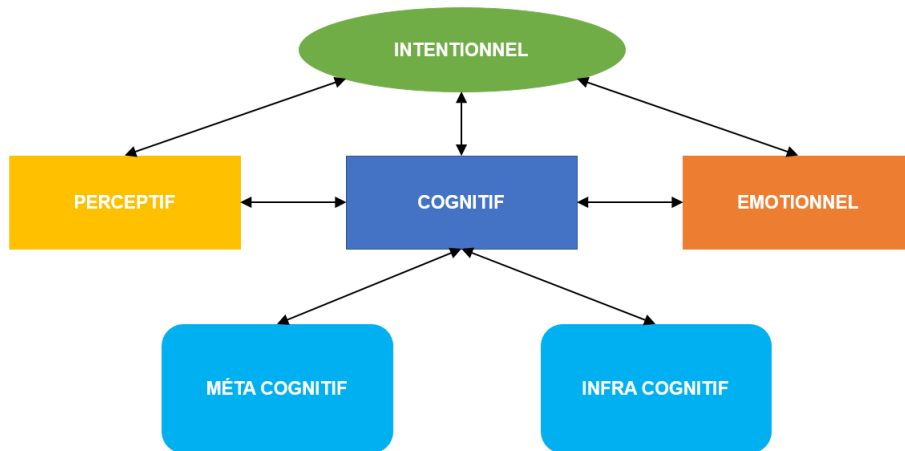 INTENTIONNEL
PERCEPTIF
COGNITIF
EMOTIONNEL
MÉTA COGNITIF
INFRA COGNITIF